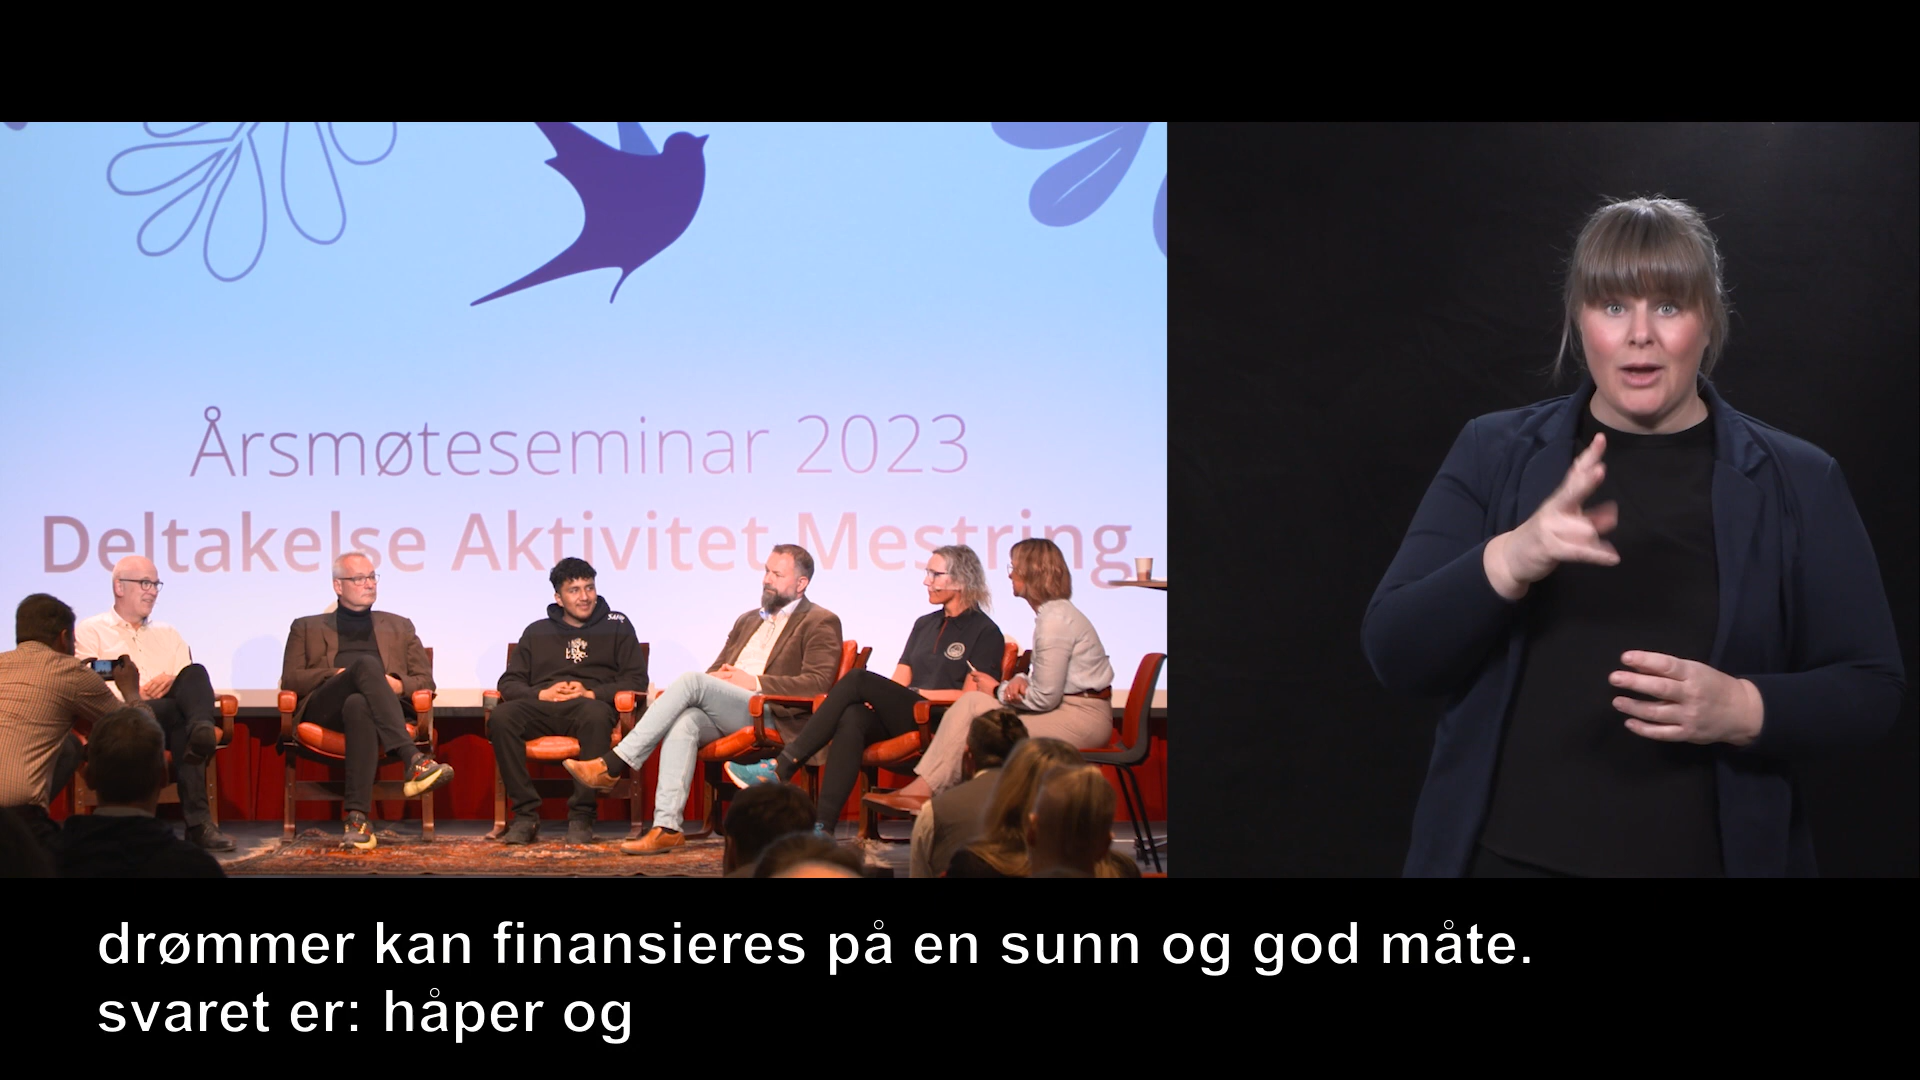 Årsmøteseminar 2023
Deltakelse Aktivitet Mestring
drømmer kan finansieres på en sunn og god måte.
svaret er: håper og